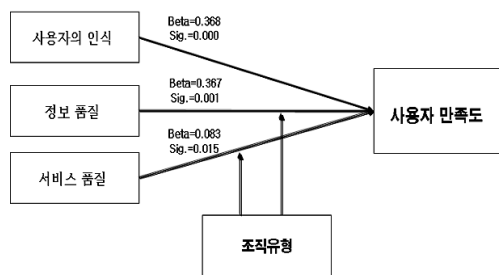 사용자의 인식
Beta=0.368
Sig.=0.000
정보 품질
Beta=0.367
Sig.=0.001
사용자 만족도
서비스 품질
Beta=0.083
Sig.=0.015
조직유형